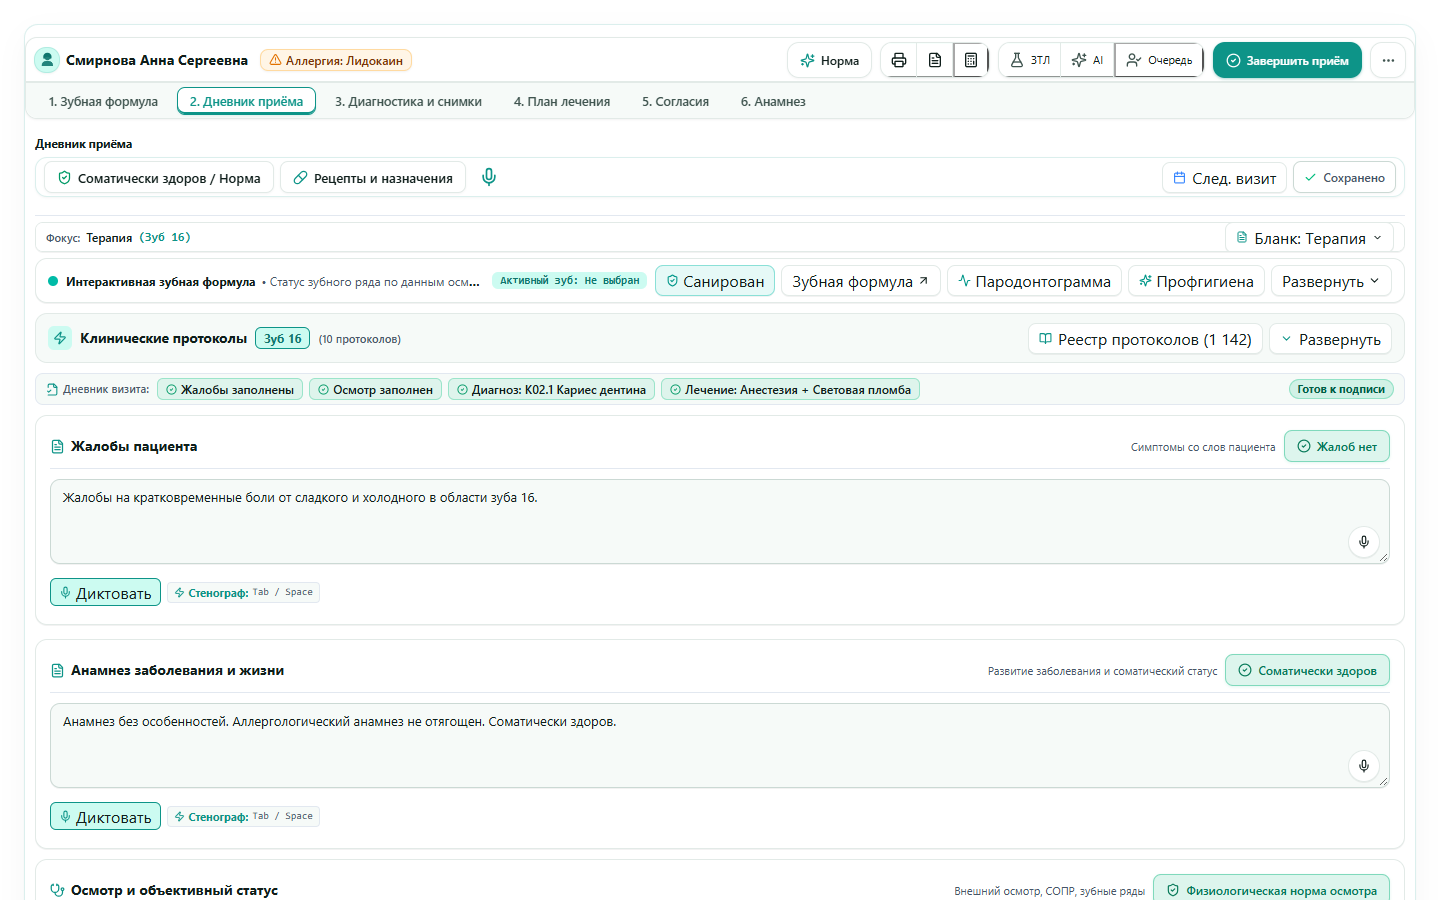 Смирнова Анна Сергеевна
Аллергия: Лидокаин
Норма
ЗТЛ
AI
Очередь
Завершить приём
1. Зубная формула
2. Дневник приёма
3. Диагностика и снимки
4. План лечения
5. Согласия
6. Анамнез
Дневник приёма
Соматически здоров / Норма
Рецепты и назначения
След. визит
Сохранено
Фокус: Терапия (Зуб 16)
Бланк: Терапия
Интерактивная зубная формула • Статус зубного ряда по данным осм...
Активный зуб: Не выбран
Санирован
Зубная формула
Пародонтограмма
Профгигиена
Развернуть
Клинические протоколы
Зуб 16
(10 протоколов)
Реестр протоколов (1 142)
Развернуть
Дневник визита:
Жалобы заполнены
Осмотр заполнен
Диагноз: K02.1 Кариес дентина
Лечение: Анестезия + Световая пломба
Готов к подписи
Жалобы пациента
Симптомы со слов пациента
Жалоб нет
Жалобы на кратковременные боли от сладкого и холодного в области зуба 16.
Диктовать
Стенограф: Tab / Space
Анамнез заболевания и жизни
Развитие заболевания и соматический статус
Соматически здоров
Анамнез без особенностей. Аллергологический анамнез не отягощен. Соматически здоров.
Диктовать
Стенограф: Tab / Space
Осмотр и объективный статус
Внешний осмотр, СОПР, зубные ряды
Физиологическая норма осмотра